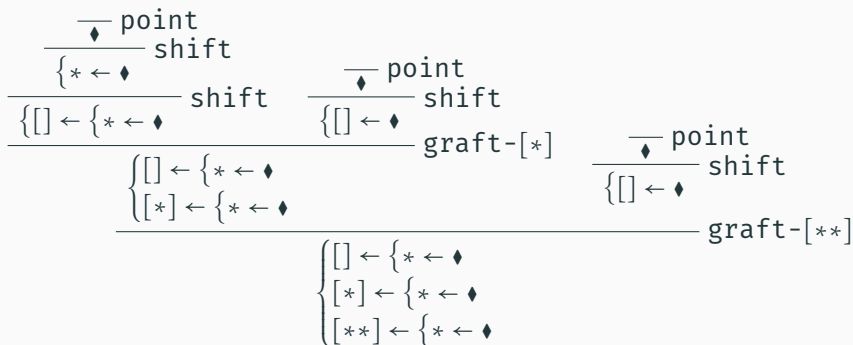 point
♦
shift
{* ← ♦
shift
{[] ← {* ← ♦
point
♦
shift
{[] ← ♦
graft-[*]
{[] ← {* ← ♦
[*] ← {* ← ♦
point
♦
shift
{[] ← ♦
graft-[**]
{[] ← {* ← ♦
[*] ← {* ← ♦
[**] ← {* ← ♦